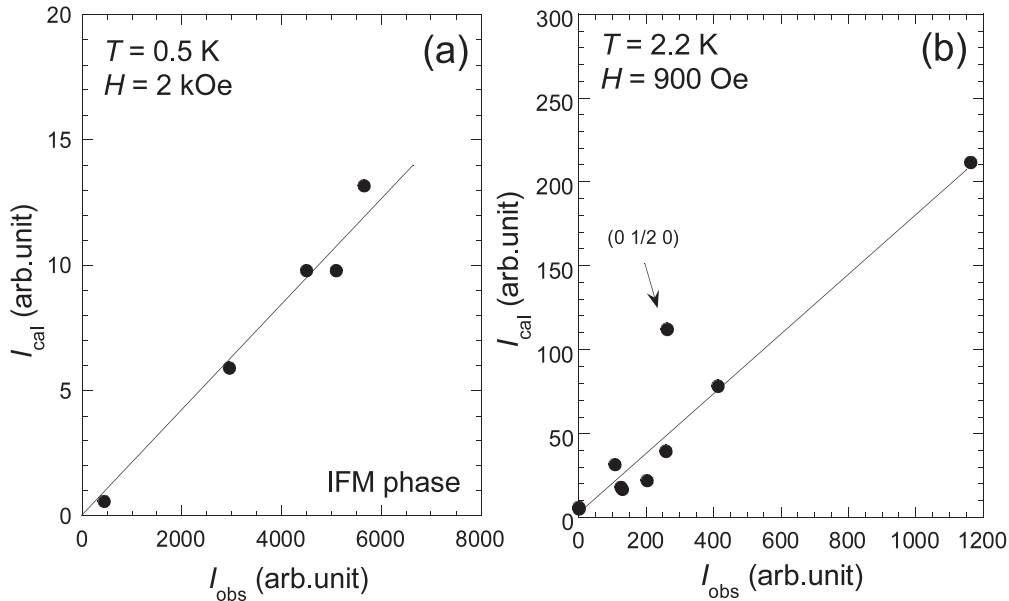 20
15
10
5
0
T = 0.5 K
H = 2 kOe
(a)
IFM phase
I_cal (arb.unit)
0 2000 4000 6000 8000
I_obs (arb.unit)
300
250
200
150
100
50
0
T = 2.2 K
H = 900 Oe
(b)
(0 1/2 0)
I_cal (arb.unit)
0 200 400 600 800 1000 1200
I_obs (arb.unit)